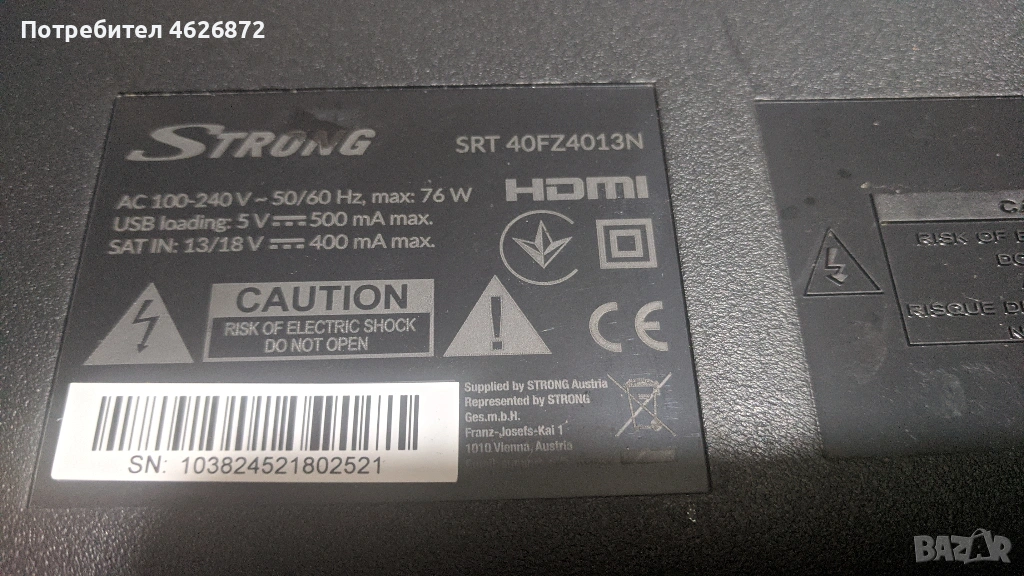 Потребител 4626872
STRONG
SRT 40FZ4013N
AC 100-240 V ~ 50/60 Hz, max: 76 W
USB loading: 5 V ⎓ 500 mA max.
SAT IN: 13/18 V ⎓ 400 mA max.
HDMI
CAUTION
RISK OF ELECTRIC SHOCK
DO NOT OPEN
CE
Supplied by STRONG Austria
Represented by STRONG
Ges.m.b.H.
Franz-Josefs-Kai 1
1010 Vienna, Austria
SN: 103824521802521
RISK OF
RISQUE
BAZAR